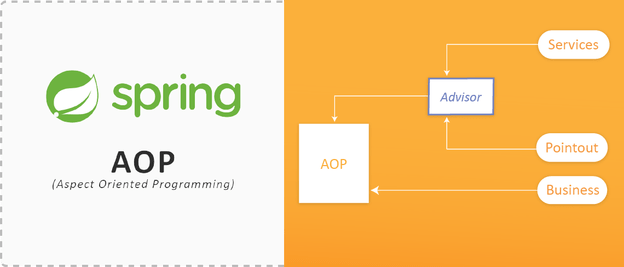 spring
AOP
(Aspect Oriented Programming)
Services
Advisor
AOP
Pointout
Business